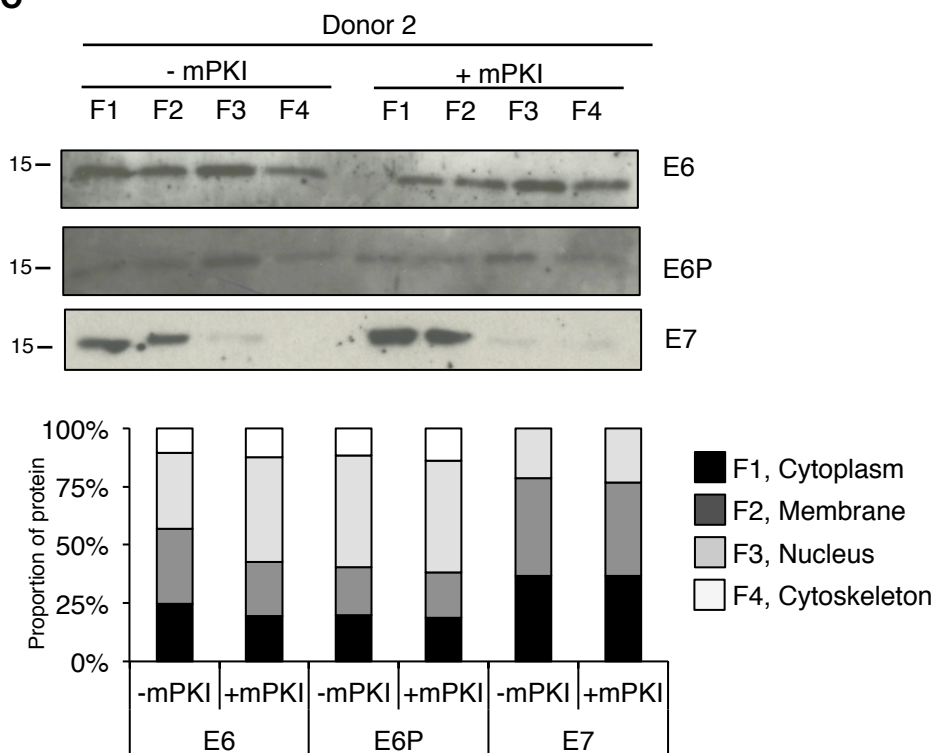 Donor 2
- mPKI + mPKI
F1 F2 F3 F4 F1 F2 F3 F4
15 E6
15 E6P
15 E7
100%
75%
50%
25%
0%
Proportion of protein
F1, Cytoplasm
F2, Membrane
F3, Nucleus
F4, Cytoskeleton
-mPKI +mPKI -mPKI +mPKI -mPKI +mPKI
E6 E6P E7